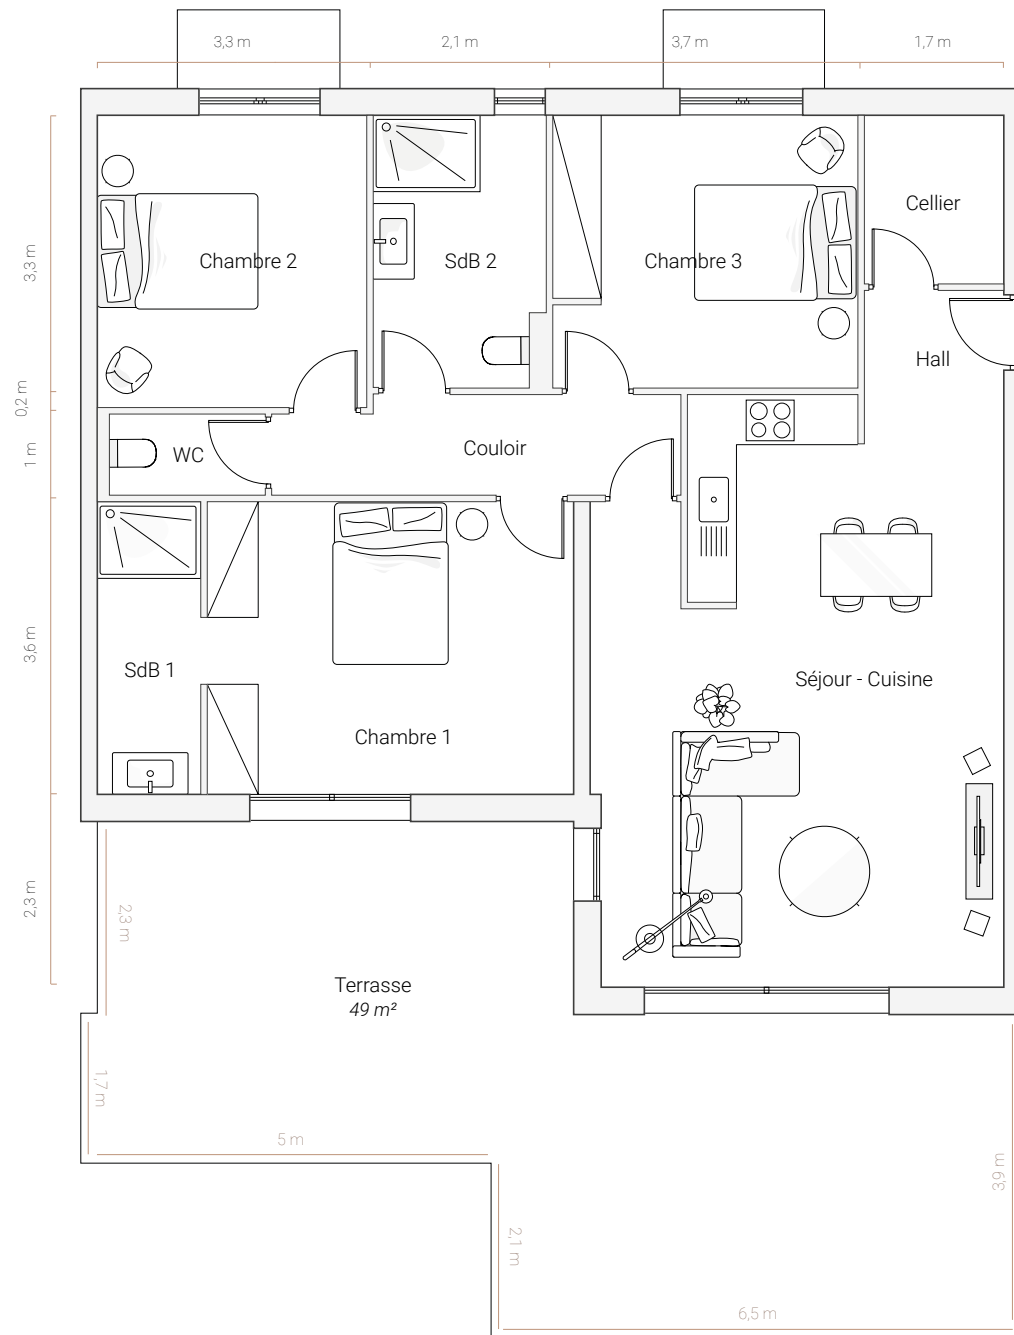 3,3 m
2,1 m
3,7 m
1,7 m
Cellier
3,3 m
Chambre 2
SdB 2
Chambre 3
Hall
0,2 m
1 m
WC
Couloir
3,6 m
SdB 1
Séjour - Cuisine
Chambre 1
2,3 m
2,3 m
Terrasse
49 m²
1,7 m
5 m
3,9 m
2,1 m
6,5 m